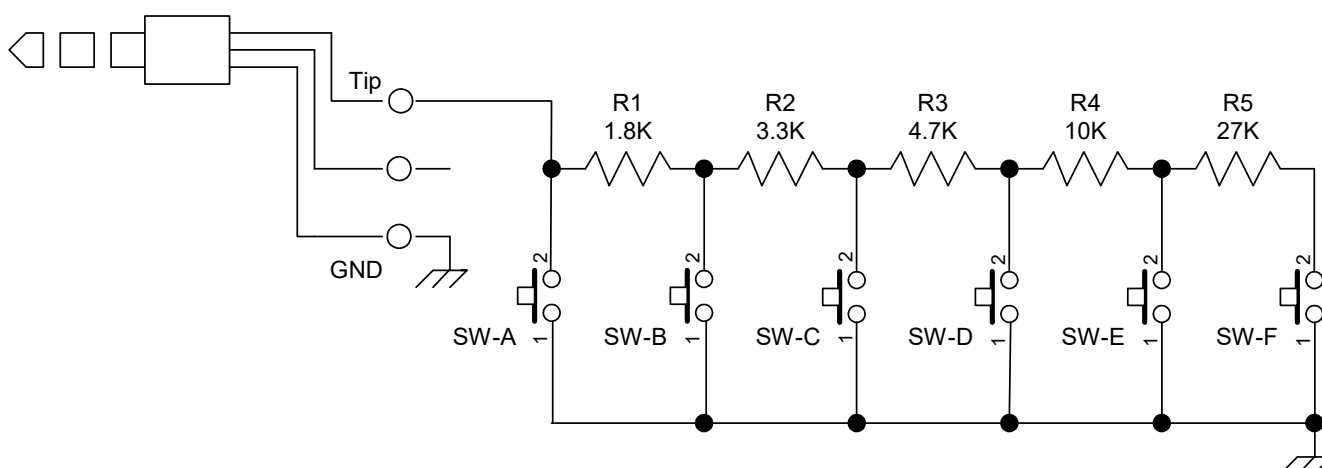 Tip
GND
R1
1.8K
R2
3.3K
R3
4.7K
R4
10K
R5
27K
2
2
2
2
2
2
SW-A
SW-B
SW-C
SW-D
SW-E
SW-F
1
1
1
1
1
1